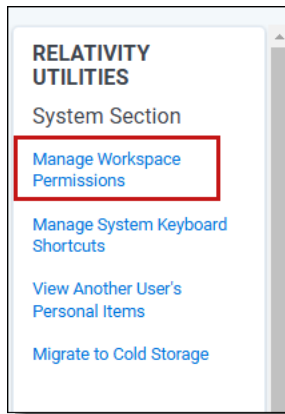 RELATIVITY
UTILITIES
System Section
Manage Workspace
Permissions
Manage System Keyboard
Shortcuts
View Another User's
Personal Items
Migrate to Cold Storage